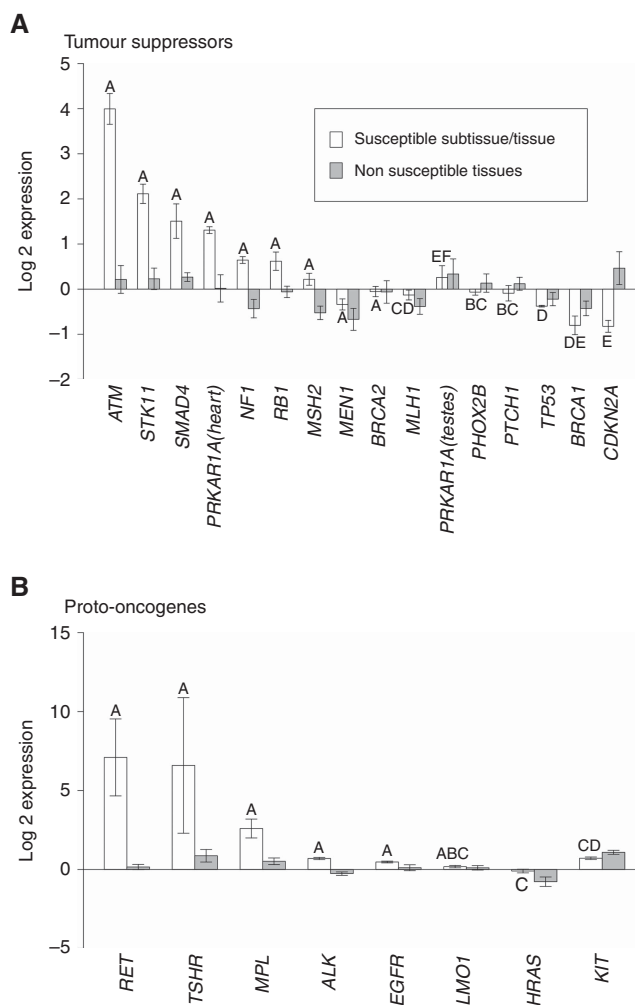 A
Tumour suppressors
Log 2 expression
5
4
3
2
1
0
–1
–2
Susceptible subtissue/tissue
Non susceptible tissues
A
A
A
A
A
A
A
A
A
CD
EF
BC
BC
D
DE
E
ATM
STK11
SMAD4
PRKAR1A(heart)
NF1
RB1
MSH2
MEN1
BRCA2
MLH1
PRKAR1A(testes)
PHOX2B
PTCH1
TP53
BRCA1
CDKN2A
B
Proto-oncogenes
Log 2 expression
15
10
5
0
–5
A
A
A
A
A
ABC
C
CD
RET
TSHR
MPL
ALK
EGFR
LMO1
HRAS
KIT